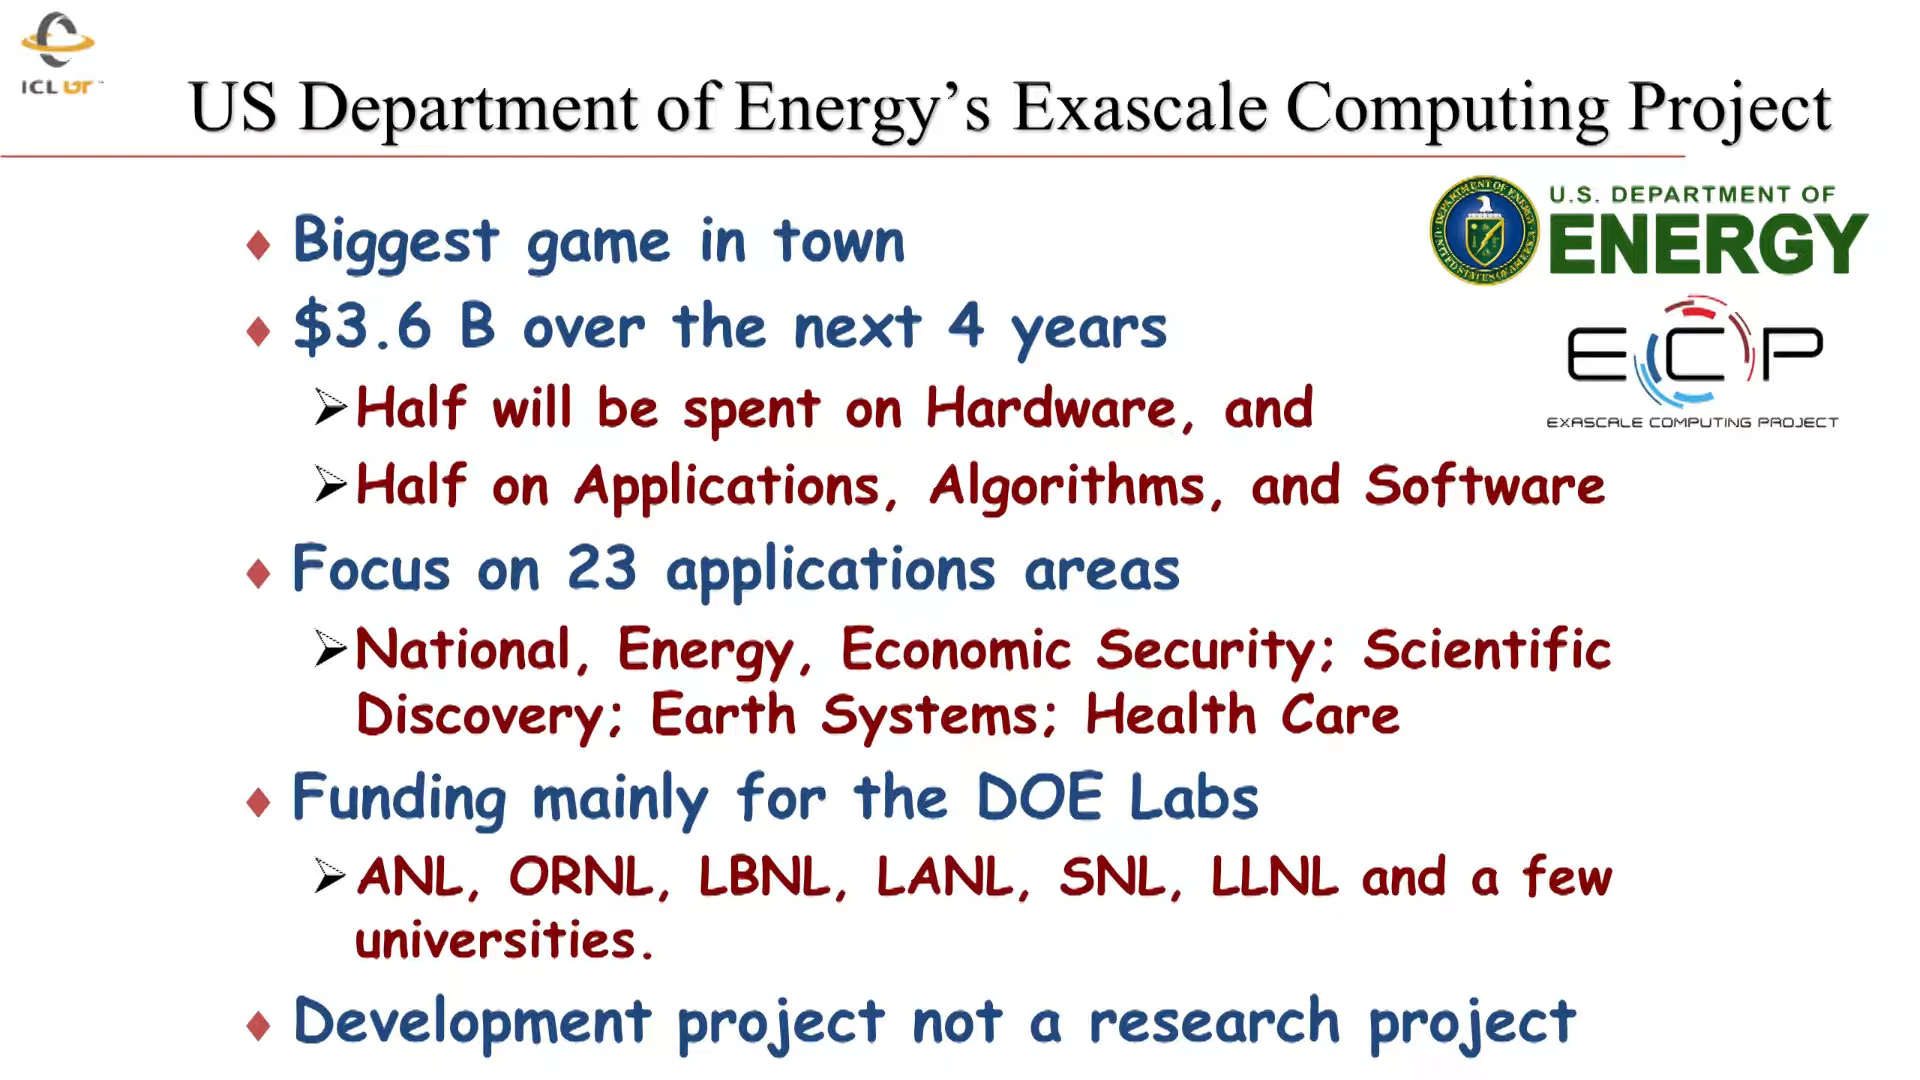 ICL UT
US Department of Energy’s Exascale Computing Project
U.S. DEPARTMENT OF
ENERGY
ECP
EXASCALE COMPUTING PROJECT
Biggest game in town
$3.6 B over the next 4 years
Half will be spent on Hardware, and
Half on Applications, Algorithms, and Software
Focus on 23 applications areas
National, Energy, Economic Security; Scientific
Discovery; Earth Systems; Health Care
Funding mainly for the DOE Labs
ANL, ORNL, LBNL, LANL, SNL, LLNL and a few
universities.
Development project not a research project